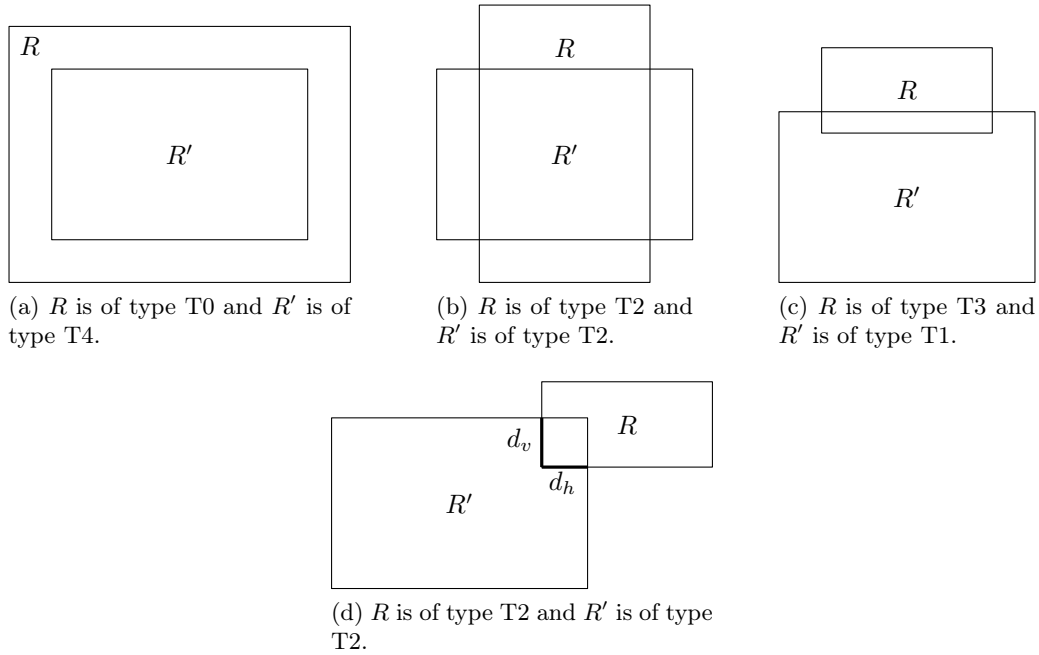 R
R′
R
R′
R
R′
(a) R is of type T0 and R′ is of
type T4.
(b) R is of type T2 and
R′ is of type T2.
(c) R is of type T3 and
R′ is of type T1.
R
d_v
d_h
R′
(d) R is of type T2 and R′ is of type
T2.